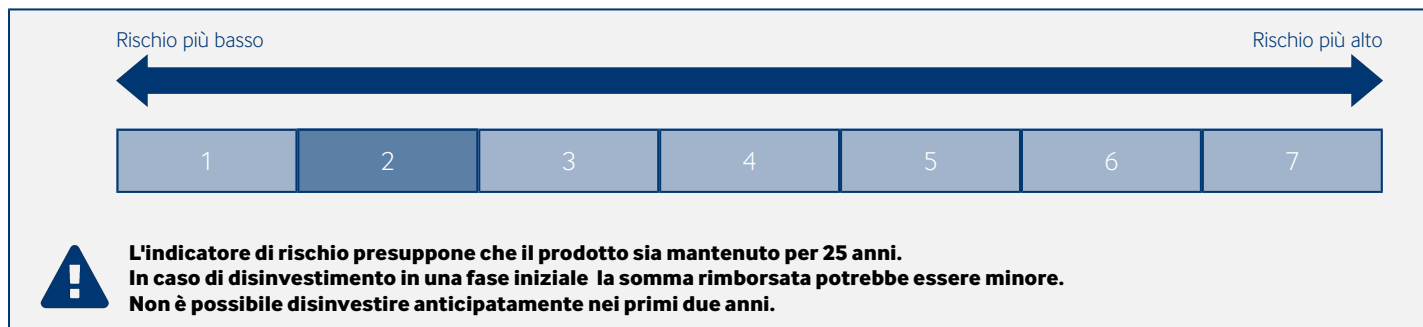 Rischio più basso Rischio più alto
1 2 3 4 5 6 7
L'indicatore di rischio presuppone che il prodotto sia mantenuto per 25 anni.
In caso di disinvestimento in una fase iniziale la somma rimborsata potrebbe essere minore.
Non è possibile disinvestire anticipatamente nei primi due anni.